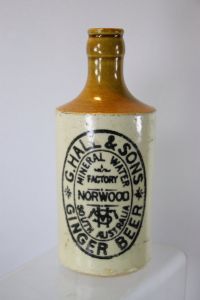 G. HALL & SONS
MINERAL WATER
FACTORY
NORWOOD
SOUTH AUSTRALIA
GINGER BEER